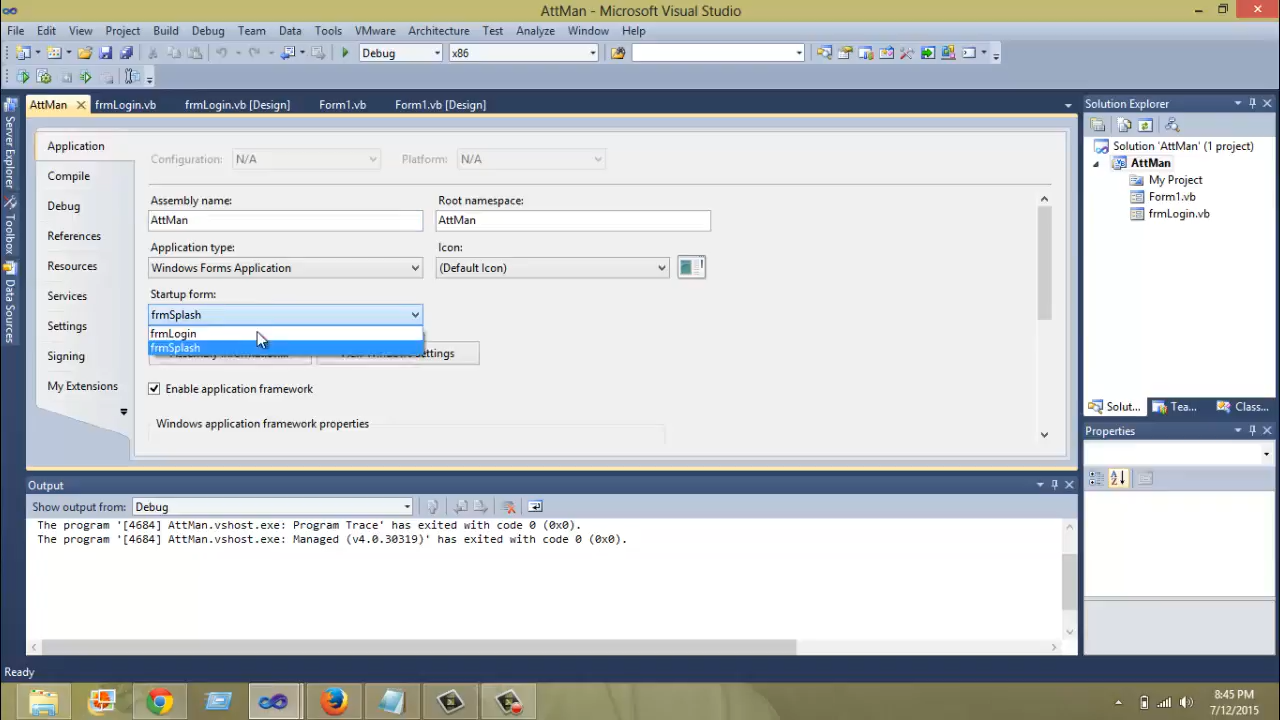 AttMan - Microsoft Visual Studio
File Edit View Project Build Debug Team Data Tools VMware Architecture Test Analyze Window Help
Debug x86
AttMan frmLogin.vb frmLogin.vb [Design] Form1.vb Form1.vb [Design]
Server Explorer
Toolbox
Data Sources
Application
Compile
Debug
References
Resources
Services
Settings
Signing
My Extensions
Configuration: N/A Platform: N/A
Assembly name: Root namespace:
AttMan AttMan
Application type: Icon:
Windows Forms Application (Default Icon)
Startup form:
frmSplash
frmLogin
frmSplash
Enable application framework
Windows application framework properties
Solution Explorer
Solution 'AttMan' (1 project)
AttMan
My Project
Form1.vb
frmLogin.vb
Solut... Tea... Class...
Properties
Output
Show output from: Debug
The program '[4684] AttMan.vshost.exe: Program Trace' has exited with code 0 (0x0).
The program '[4684] AttMan.vshost.exe: Managed (v4.0.30319)' has exited with code 0 (0x0).
Ready
8:45 PM
7/12/2015